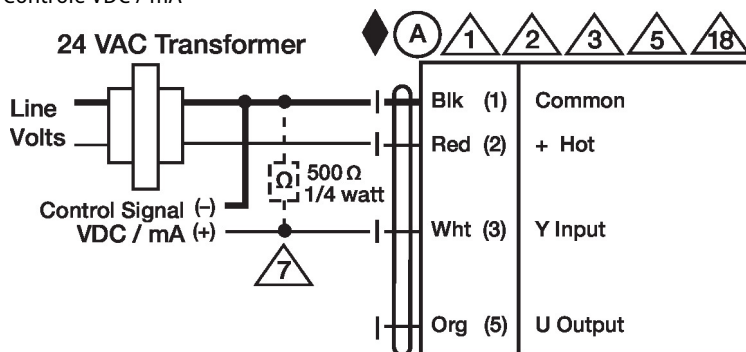 Controle VDC / mA
24 VAC Transformer
A 1 2 3 5 18
Line
Volts
Blk (1) Common
Red (2) + Hot
Ω 500 Ω
1/4 watt
Control Signal (–)
VDC / mA (+)
Wht (3) Y Input
7
Org (5) U Output